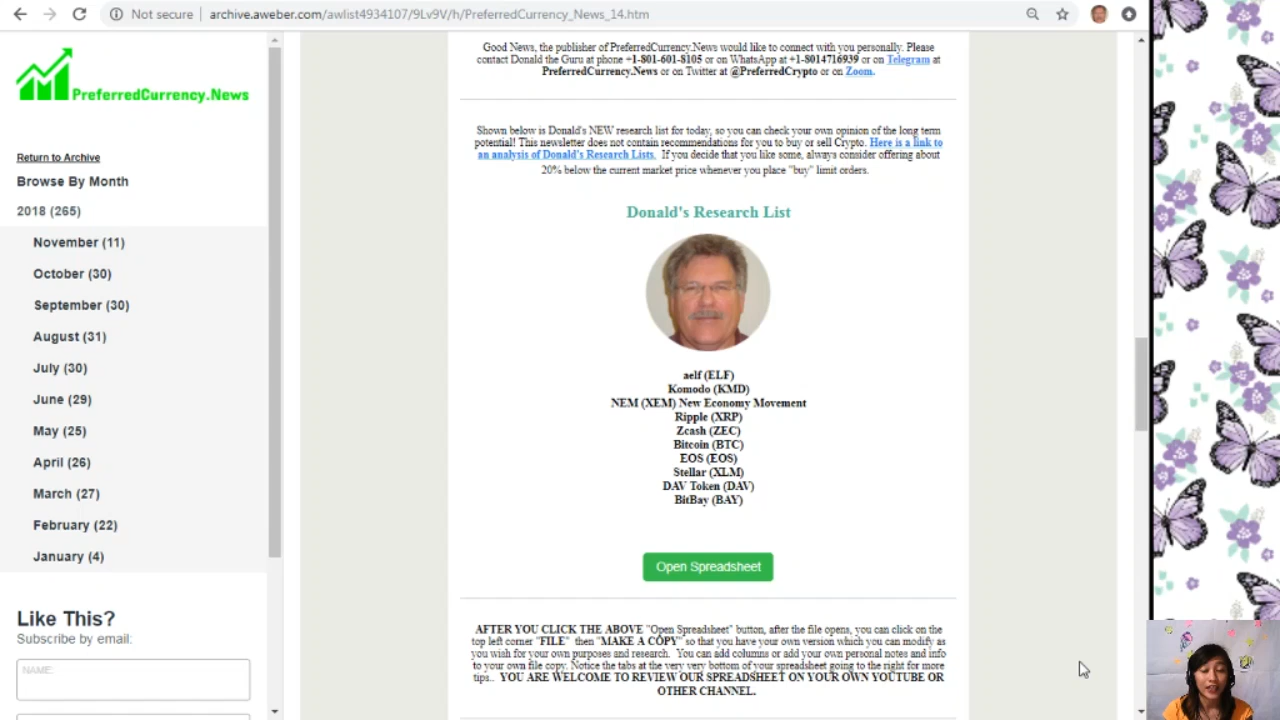 Not secure | archive.aweber.com/awlist4934107/9Lv9V/h/PreferredCurrency_News_14.htm
PreferredCurrency.News
Return to Archive
Browse By Month
2018 (265)
November (11)
October (30)
September (30)
August (31)
July (30)
June (29)
May (25)
April (26)
March (27)
February (22)
January (4)
Like This?
Subscribe by email:
NAME:
Good News, the publisher of PreferredCurrency.News would like to connect with you personally. Please
contact Donald the Guru at phone +1-801-601-8105 or on WhatsApp at +1-8014716939 or on Telegram at
PreferredCurrency.News or on Twitter at @PreferredCrypto or on Zoom.
Shown below is Donald's NEW research list for today, so you can check your own opinion of the long term
potential! This newsletter does not contain recommendations for you to buy or sell Crypto. Here is a link to
an analysis of Donald's Research Lists. If you decide that you like some, always consider offering about
20% below the current market price whenever you place "buy" limit orders.
Donald's Research List
aelf (ELF)
Komodo (KMD)
NEM (XEM) New Economy Movement
Ripple (XRP)
Zcash (ZEC)
Bitcoin (BTC)
EOS (EOS)
Stellar (XLM)
DAV Token (DAV)
BitBay (BAY)
Open Spreadsheet
AFTER YOU CLICK THE ABOVE "Open Spreadsheet" button, after the file opens, you can click on the
top left corner "FILE" then "MAKE A COPY" so that you have your own version which you can modify as
you wish for your own purposes and research. You can add columns or add your own personal notes and info
to your own file copy. Notice the tabs at the very very bottom of your spreadsheet going to the right for more
tips.. YOU ARE WELCOME TO REVIEW OUR SPREADSHEET ON YOUR OWN YOUTUBE OR
OTHER CHANNEL.